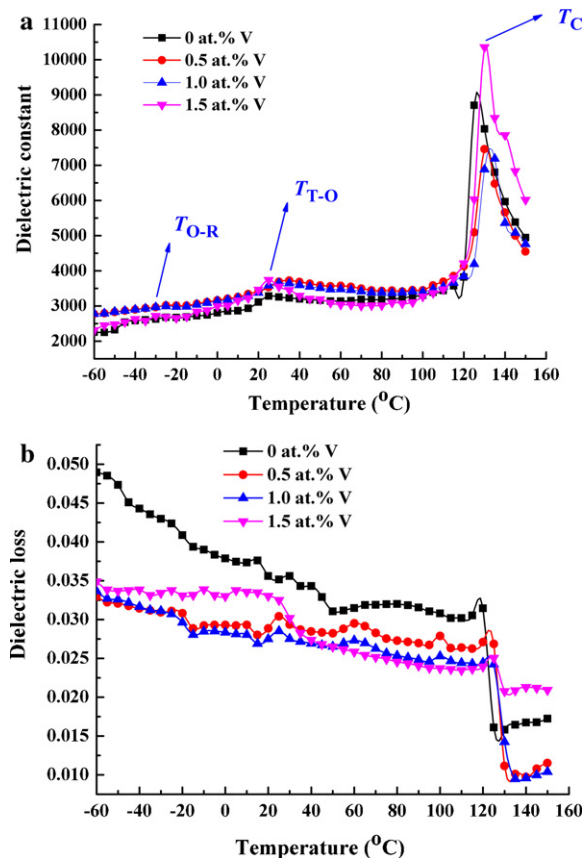 a
T_C
11000
10000
9000
8000
7000
6000
5000
4000
3000
2000
Dielectric constant
0 at.% V
0.5 at.% V
1.0 at.% V
1.5 at.% V
T_O-R
T_T-O
-60 -40 -20 0 20 40 60 80 100 120 140 160
Temperature (°C)
b
0.050
0.045
0.040
0.035
0.030
0.025
0.020
0.015
0.010
Dielectric loss
0 at.% V
0.5 at.% V
1.0 at.% V
1.5 at.% V
-60 -40 -20 0 20 40 60 80 100 120 140 160
Temperature (°C)